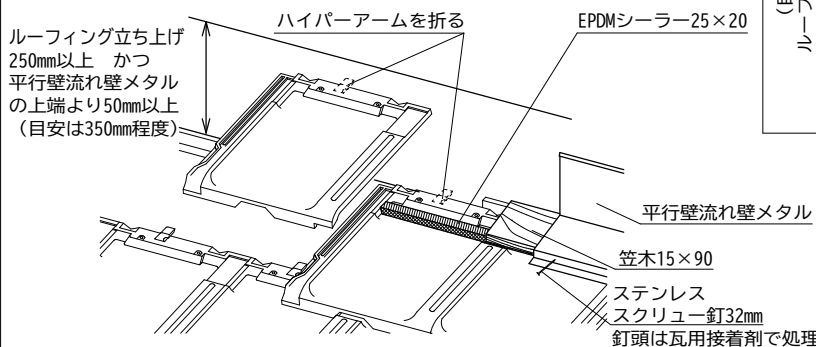 ルーフィング立ち上げ
250mm以上　かつ
平行壁流れ壁メタル
の上端より50mm以上
（目安は350mm程度）
ハイパーアームを折る
EPDMシーラー25×20
平行壁流れ壁メタル
笠木15×90
ステンレス
スクリュー釘32mm
釘頭は瓦用接着剤で処理
ルーフ